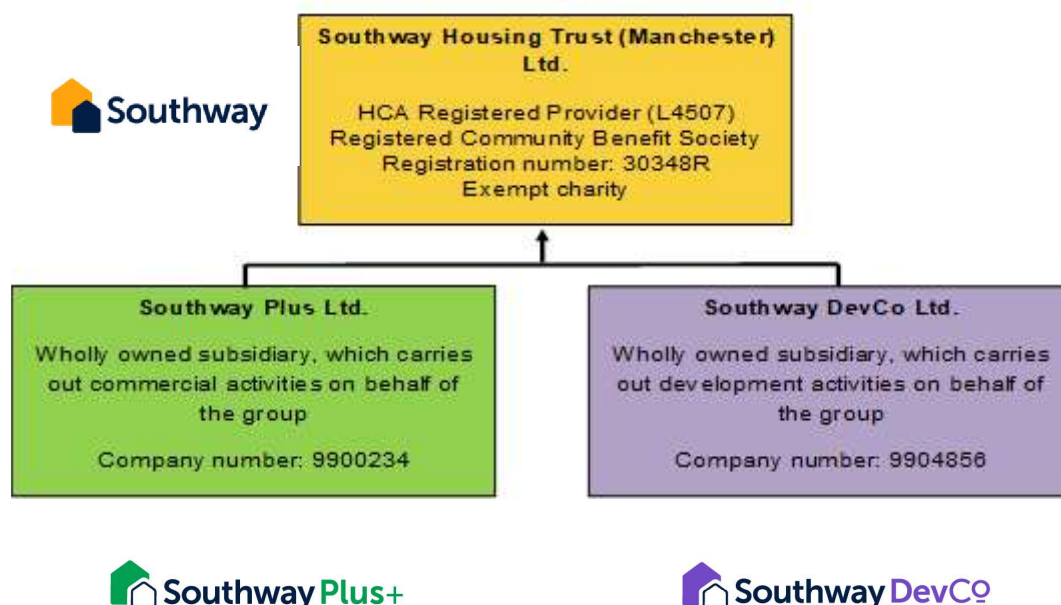 Southway Housing Trust (Manchester)
Ltd.
HCA Registered Provider (L4507)
Registered Community Benefit Society
Registration number: 30348R
Exempt charity
Southway
Southway Plus Ltd.
Wholly owned subsidiary, which carries
out commercial activities on behalf of
the group
Company number: 9900234
Southway DevCo Ltd.
Wholly owned subsidiary, which carries
out development activities on behalf of
the group
Company number: 9904856
Southway Plus+
Southway DevCo